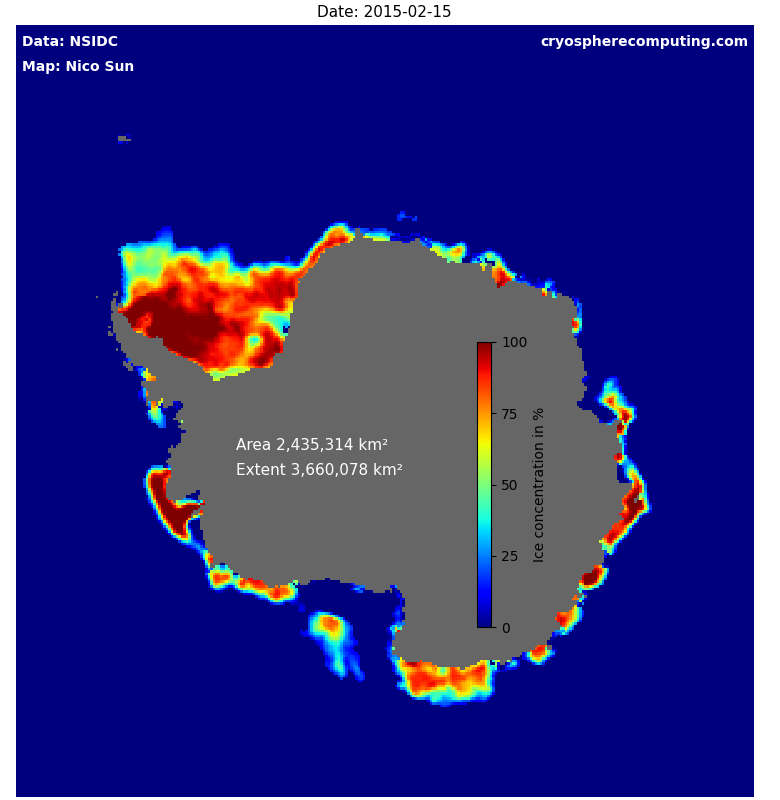 Date: 2015-02-15
Data: NSIDC
cryospherecomputing.com
Map: Nico Sun
100
75
50
25
0
Ice concentration in %
Area 2,435,314 km²
Extent 3,660,078 km²